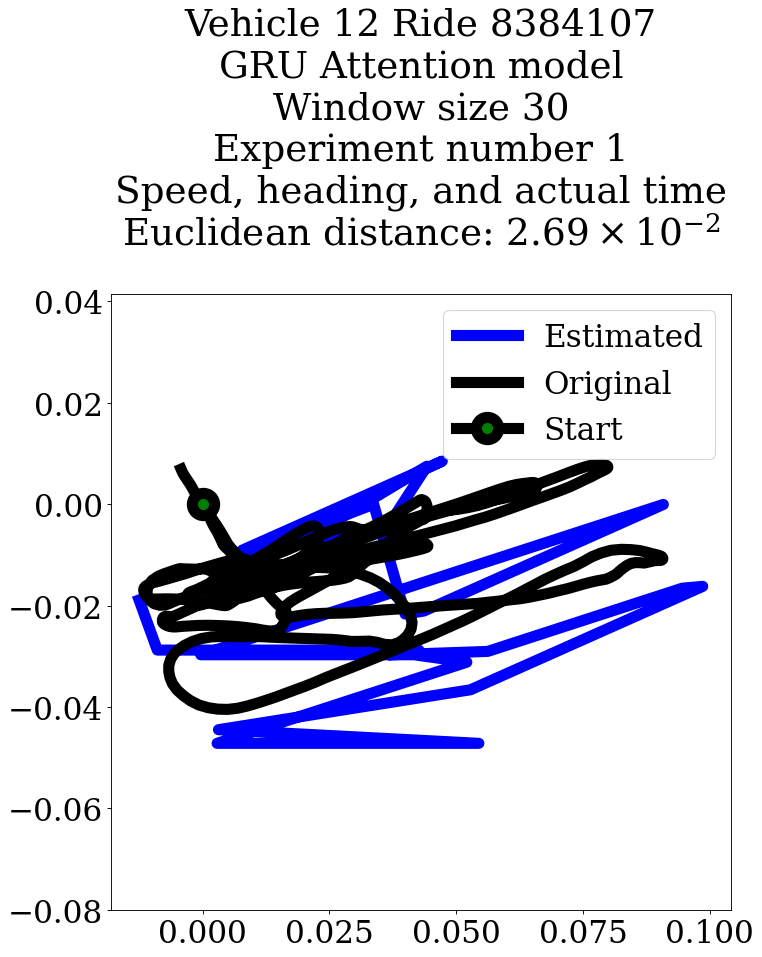 Vehicle 12 Ride 8384107
GRU Attention model
Window size 30
Experiment number 1
Speed, heading, and actual time
Euclidean distance: 2.69 × 10⁻²
0.04
0.02
0.00
−0.02
−0.04
−0.06
−0.08
Estimated
Original
Start
0.000 0.025 0.050 0.075 0.100